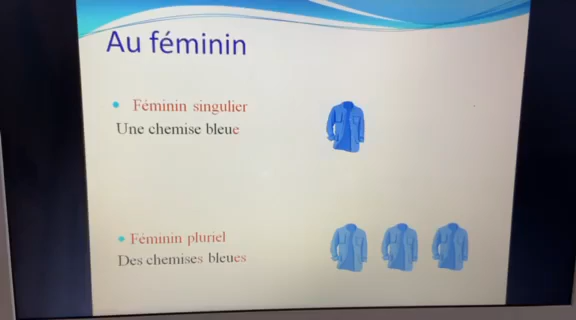 Au féminin
Féminin singulier
Une chemise bleue
Féminin pluriel
Des chemises bleues